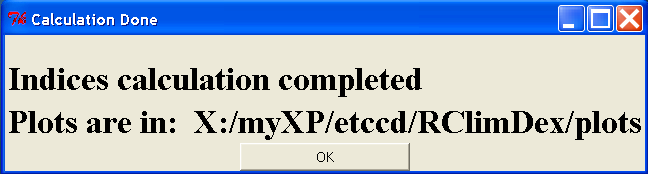 Calculation Done
Indices calculation completed
Plots are in:  X:/myXP/etccd/RClimDex/plots
OK